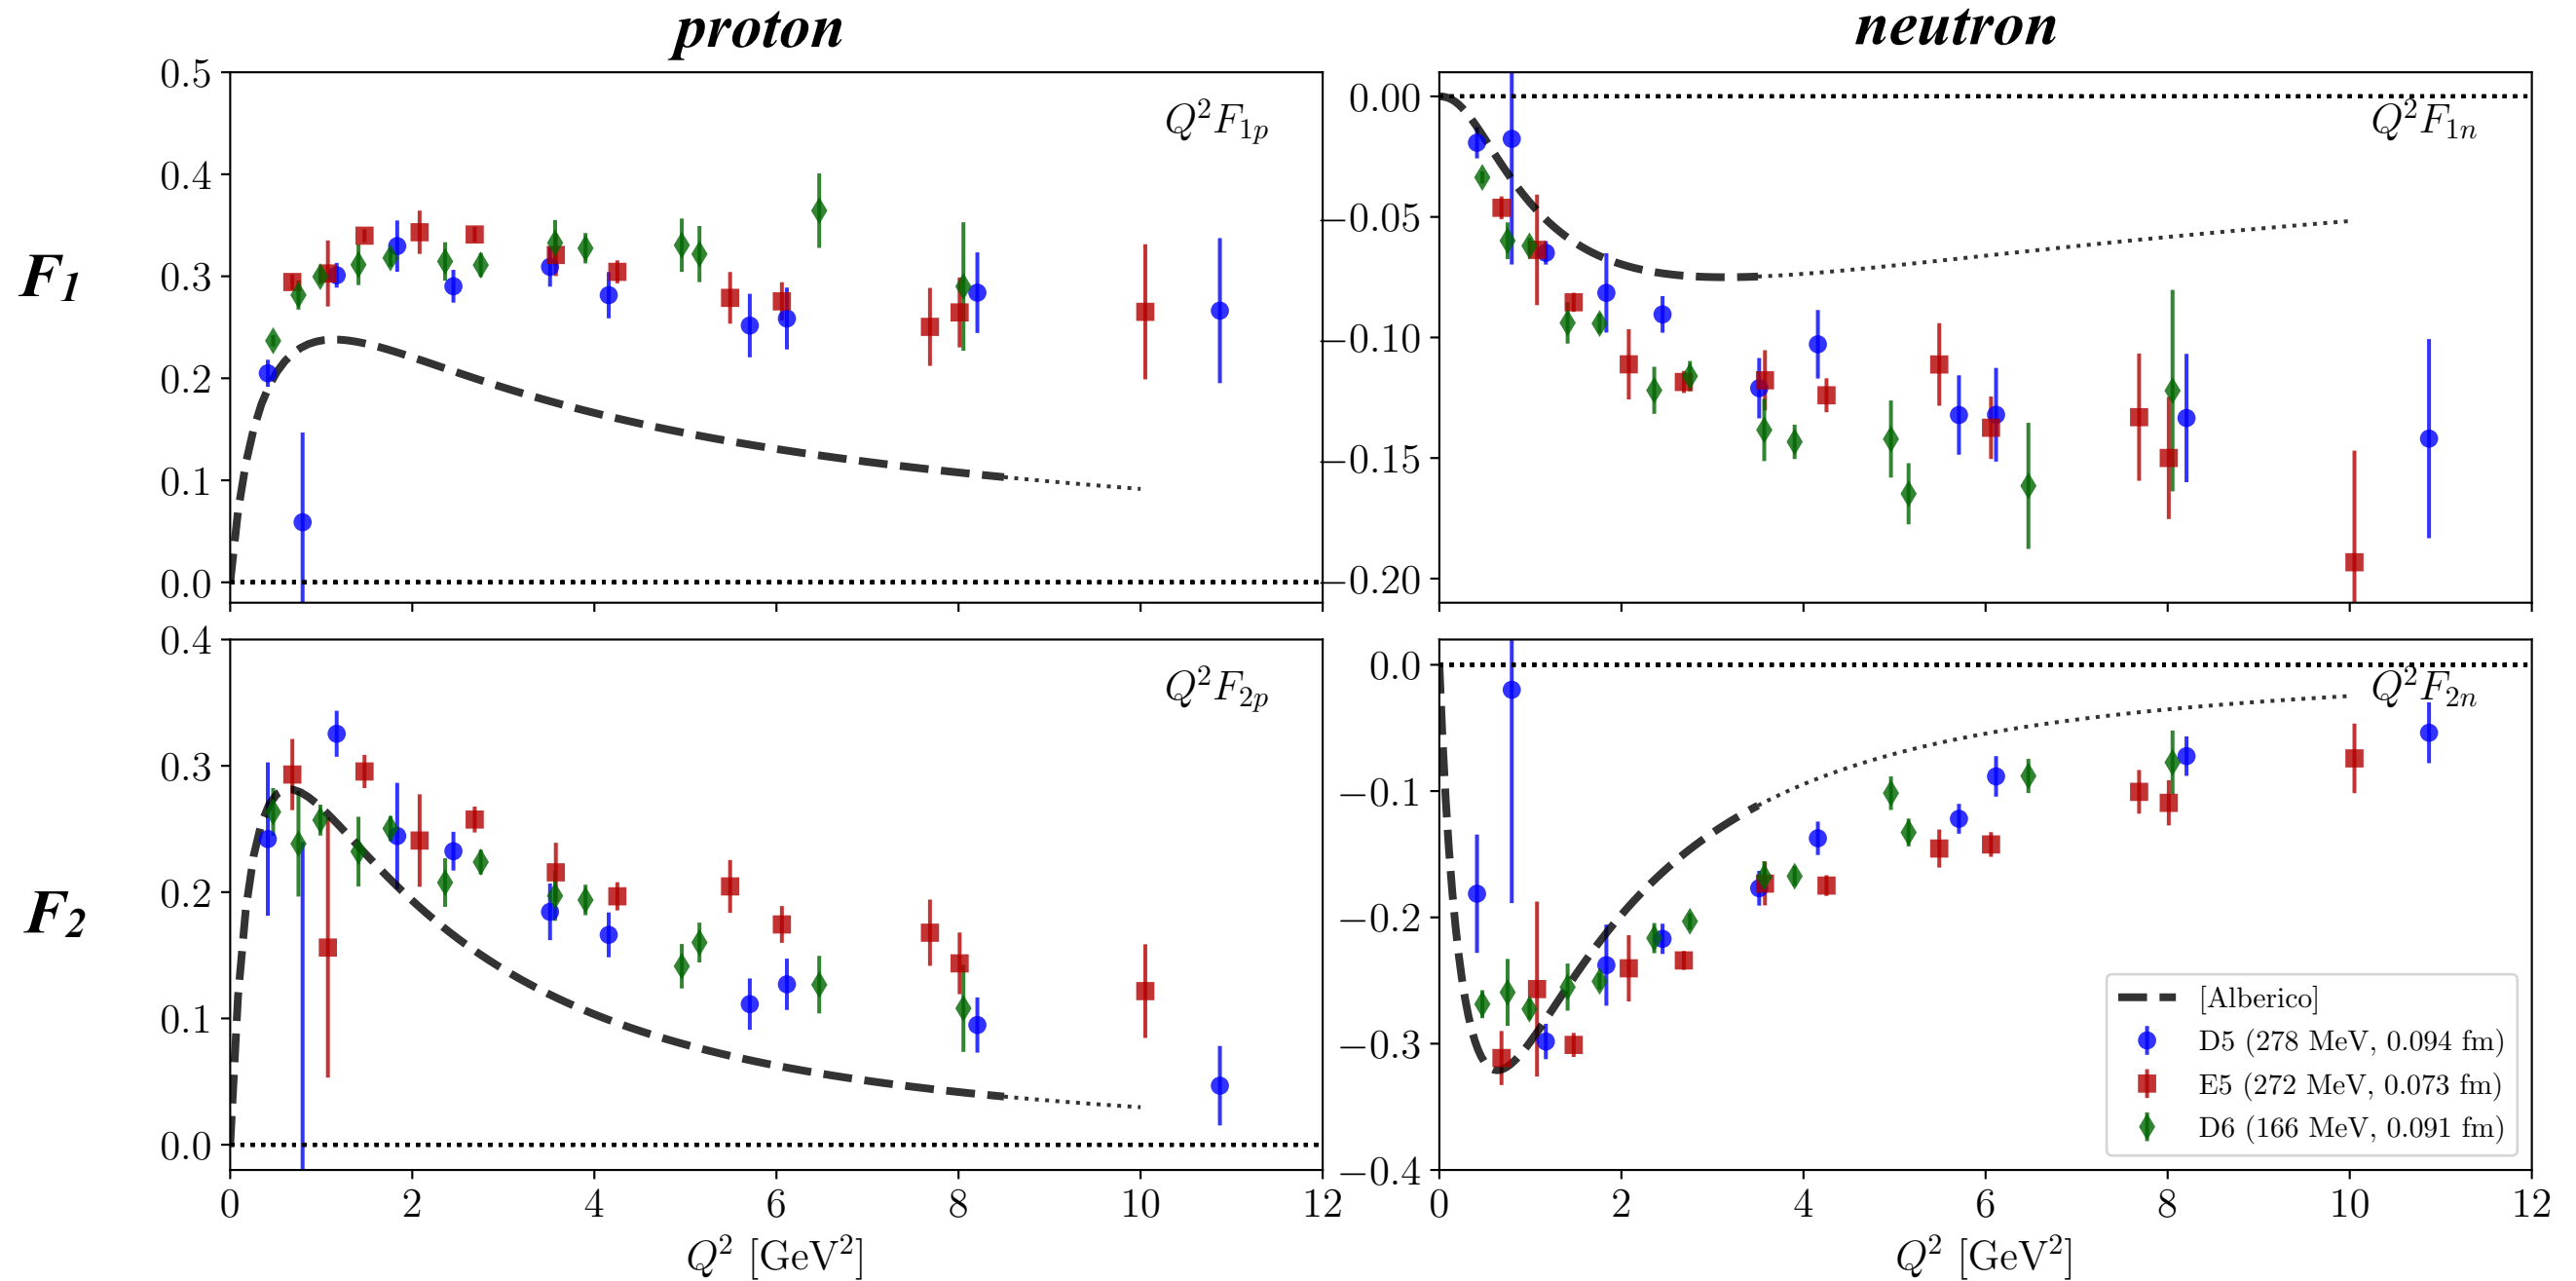 proton
neutron
F1
0.5
0.4
0.3
0.2
0.1
0.0
Q²F₁ₚ
0.00
−0.05
−0.10
−0.15
−0.20
Q²F₁ₙ
F2
0.4
0.3
0.2
0.1
0.0
Q²F₂ₚ
0 2 4 6 8 10 12
Q² [GeV²]
0.0
−0.1
−0.2
−0.3
−0.4
Q²F₂ₙ
[Alberico]
D5 (278 MeV, 0.094 fm)
E5 (272 MeV, 0.073 fm)
D6 (166 MeV, 0.091 fm)
0 2 4 6 8 10 12
Q² [GeV²]